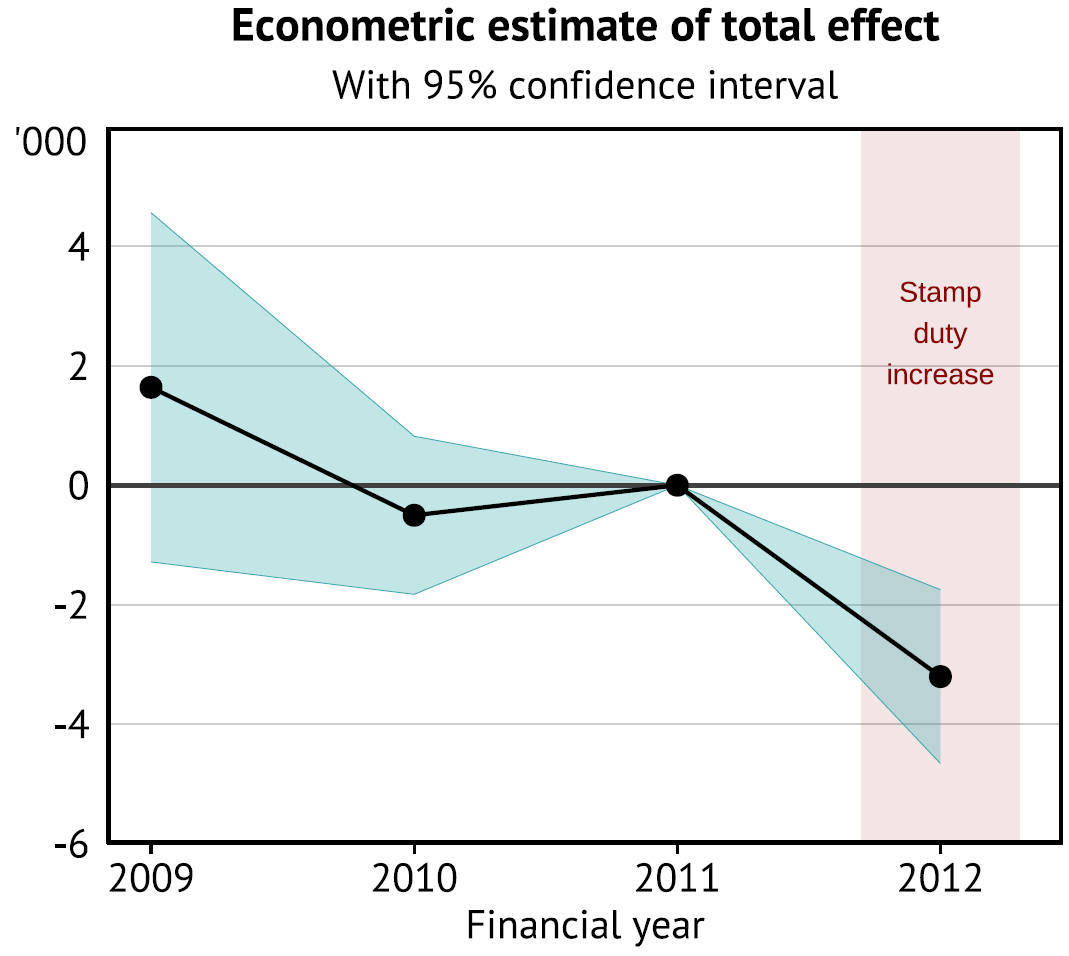 Econometric estimate of total effect
With 95% confidence interval
'000
4
2
0
-2
-4
-6
Stamp
duty
increase
2009 2010 2011 2012
Financial year